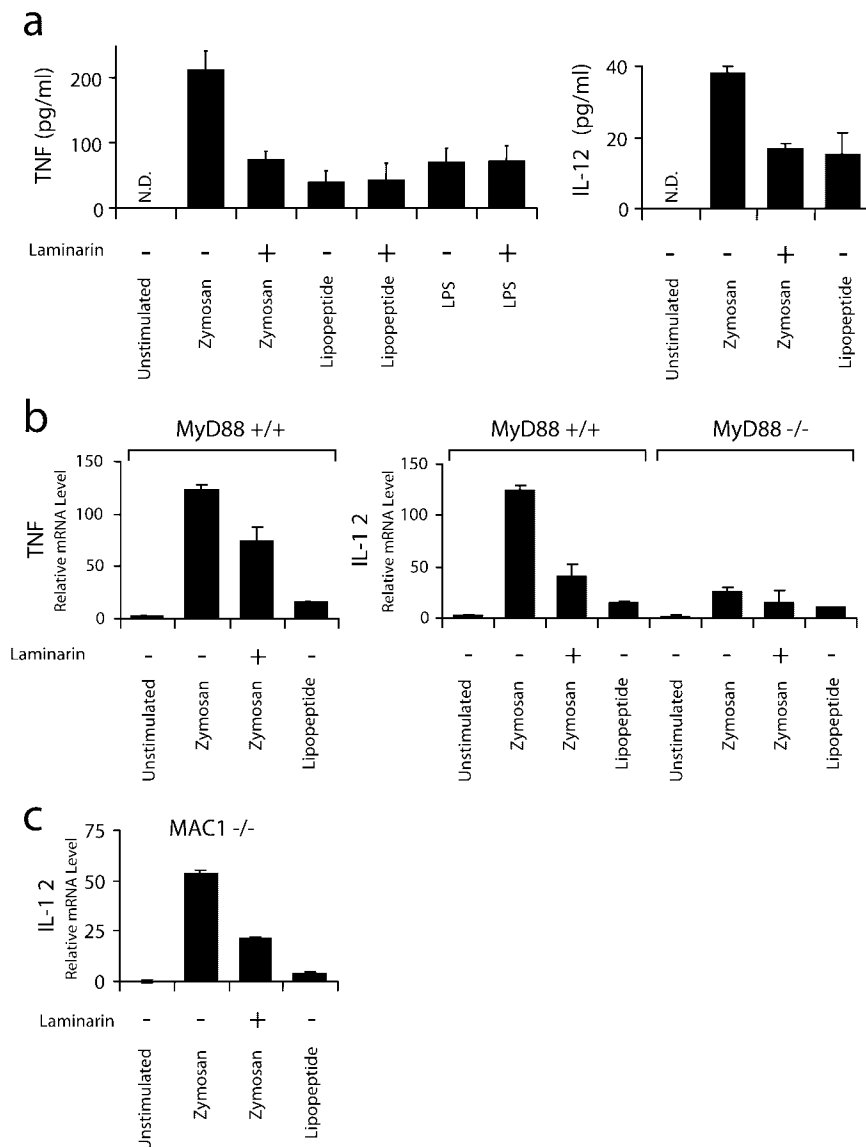 a
TNF (pg/ml)
200
100
0
N.D.
Laminarin - - + - + - +
Unstimulated
Zymosan
Zymosan
Lipopeptide
Lipopeptide
LPS
LPS
IL-12 (pg/ml)
40
20
0
N.D.
- - + -
Unstimulated
Zymosan
Zymosan
Lipopeptide
b
MyD88 +/+
TNF
Relative mRNA Level
150
100
50
0
Laminarin - - + -
Unstimulated
Zymosan
Zymosan
Lipopeptide
MyD88 +/+
MyD88 -/-
IL-1 2
Relative mRNA Level
150
100
50
0
- - + - - - + -
Unstimulated
Zymosan
Zymosan
Lipopeptide
Unstimulated
Zymosan
Zymosan
Lipopeptide
c
MAC1 -/-
IL-1 2
Relative mRNA Level
75
50
25
0
Laminarin - - + -
Unstimulated
Zymosan
Zymosan
Lipopeptide